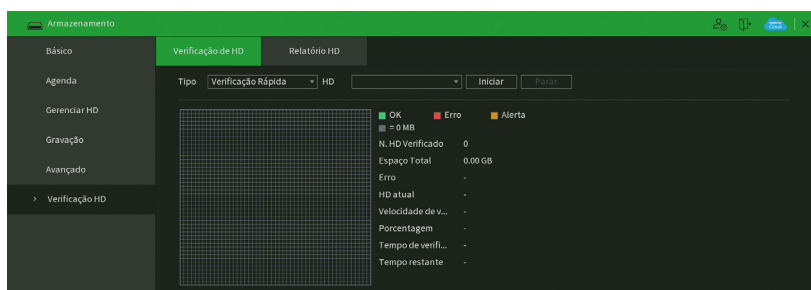 Armazenamento
Básico
Verificação de HD
Relatório HD
Agenda
Tipo
Verificação Rápida
HD
Iniciar
Parar
Gerenciar HD
OK
Erro
Alerta
= 0 MB
Gravação
N. HD Verificado 0
Espaço Total 0.00 GB
Avançado
Erro -
HD atual -
Verificação HD
Velocidade de v... -
Porcentagem -
Tempo de verifi... -
Tempo restante -